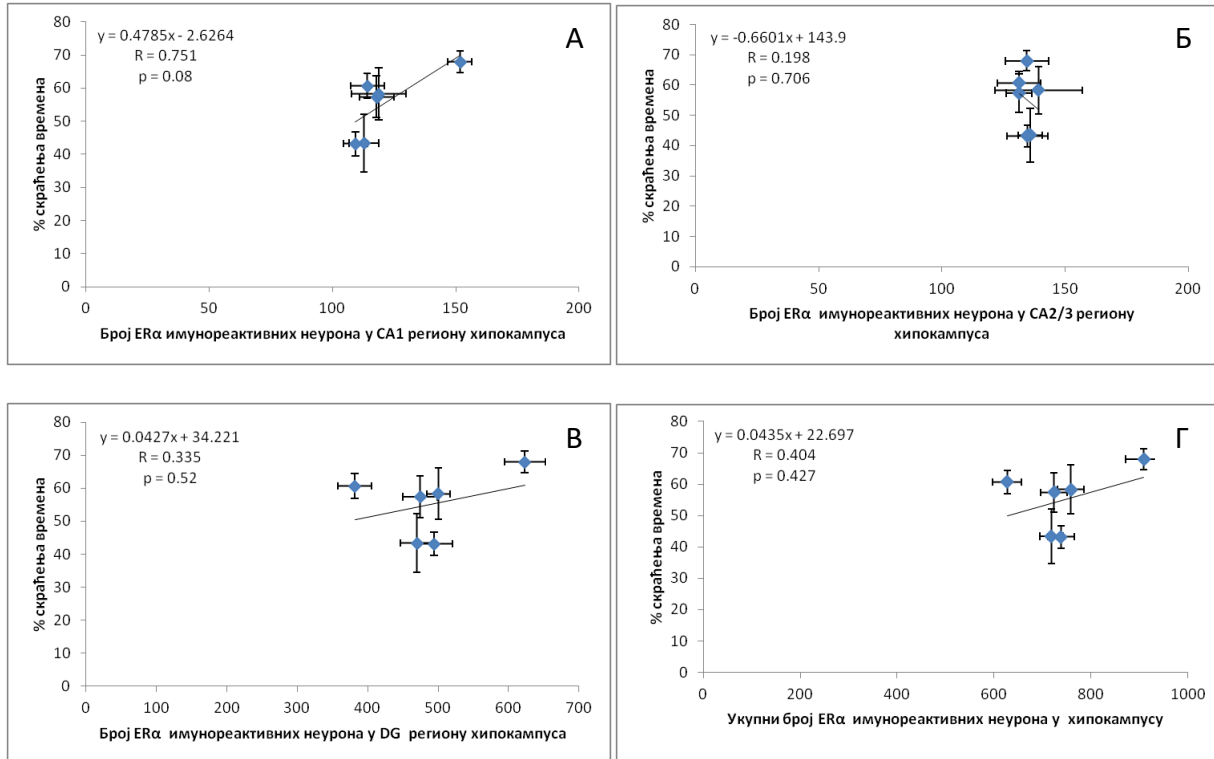 А
y = 0.4785x - 2.6264
R = 0.751
p = 0.08
% скраћења времена
80
70
60
50
40
30
20
10
0
0 50 100 150 200
Број ERα имунореактивних неурона у CA1 региону хипокампуса
Б
y = -0.6601x + 143.9
R = 0.198
p = 0.706
% скраћења времена
80
70
60
50
40
30
20
10
0
0 50 100 150 200
Број ERα имунореактивних неурона у CA2/3 региону
хипокампуса
В
y = 0.0427x + 34.221
R = 0.335
p = 0.52
% скраћења времена
80
70
60
50
40
30
20
10
0
0 100 200 300 400 500 600 700
Број ERα имунореактивних неурона у DG региону хипокампуса
Г
y = 0.0435x + 22.697
R = 0.404
p = 0.427
% скраћења времена
80
70
60
50
40
30
20
10
0
0 200 400 600 800 1000
Укупни број ERα имунореактивних неурона у хипокампусу